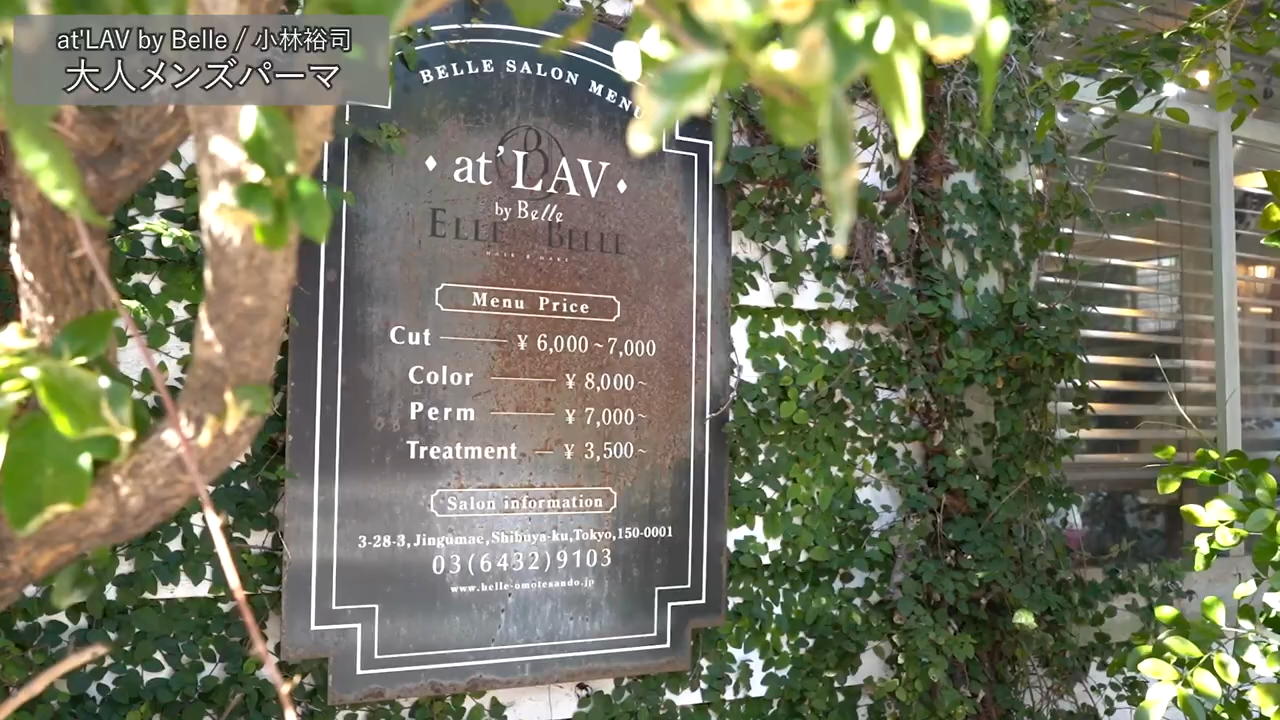 at'LAV by Belle / 小林裕司
大人メンズパーマ
BELLE SALON MENU
at'LAV
by Belle
ELLE BELLE
Menu Price
Cut ¥ 6,000~7,000
Color ¥ 8,000~
Perm ¥ 7,000~
Treatment ¥ 3,500~
Salon information
3-28-3, Jingumae, Shibuya-ku, Tokyo, 150-0001
03(6432)9103
www.belle-omotesando.jp